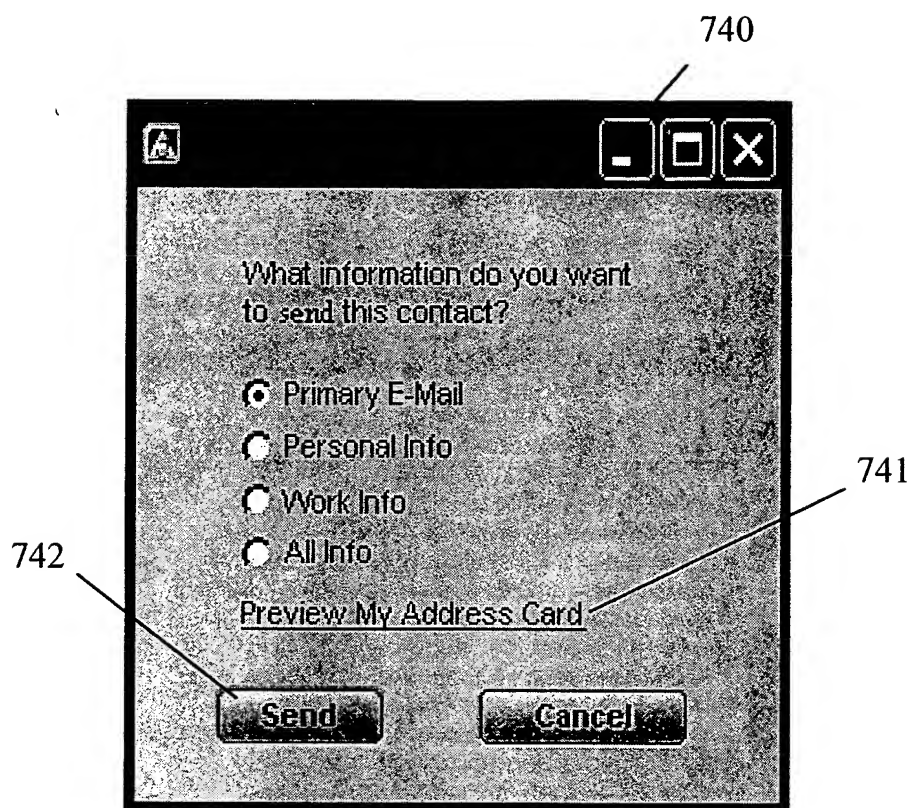 740
What information do you want
to send this contact?
Primary E-Mail
Personal Info
Work Info
All Info
741
742
Preview My Address Card
Send Cancel